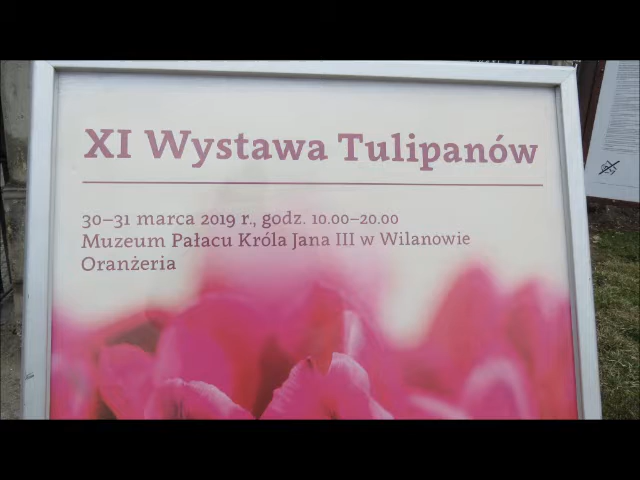 XI Wystawa Tulipanów
30–31 marca 2019 r., godz. 10.00–20.00
Muzeum Pałacu Króla Jana III w Wilanowie
Oranżeria